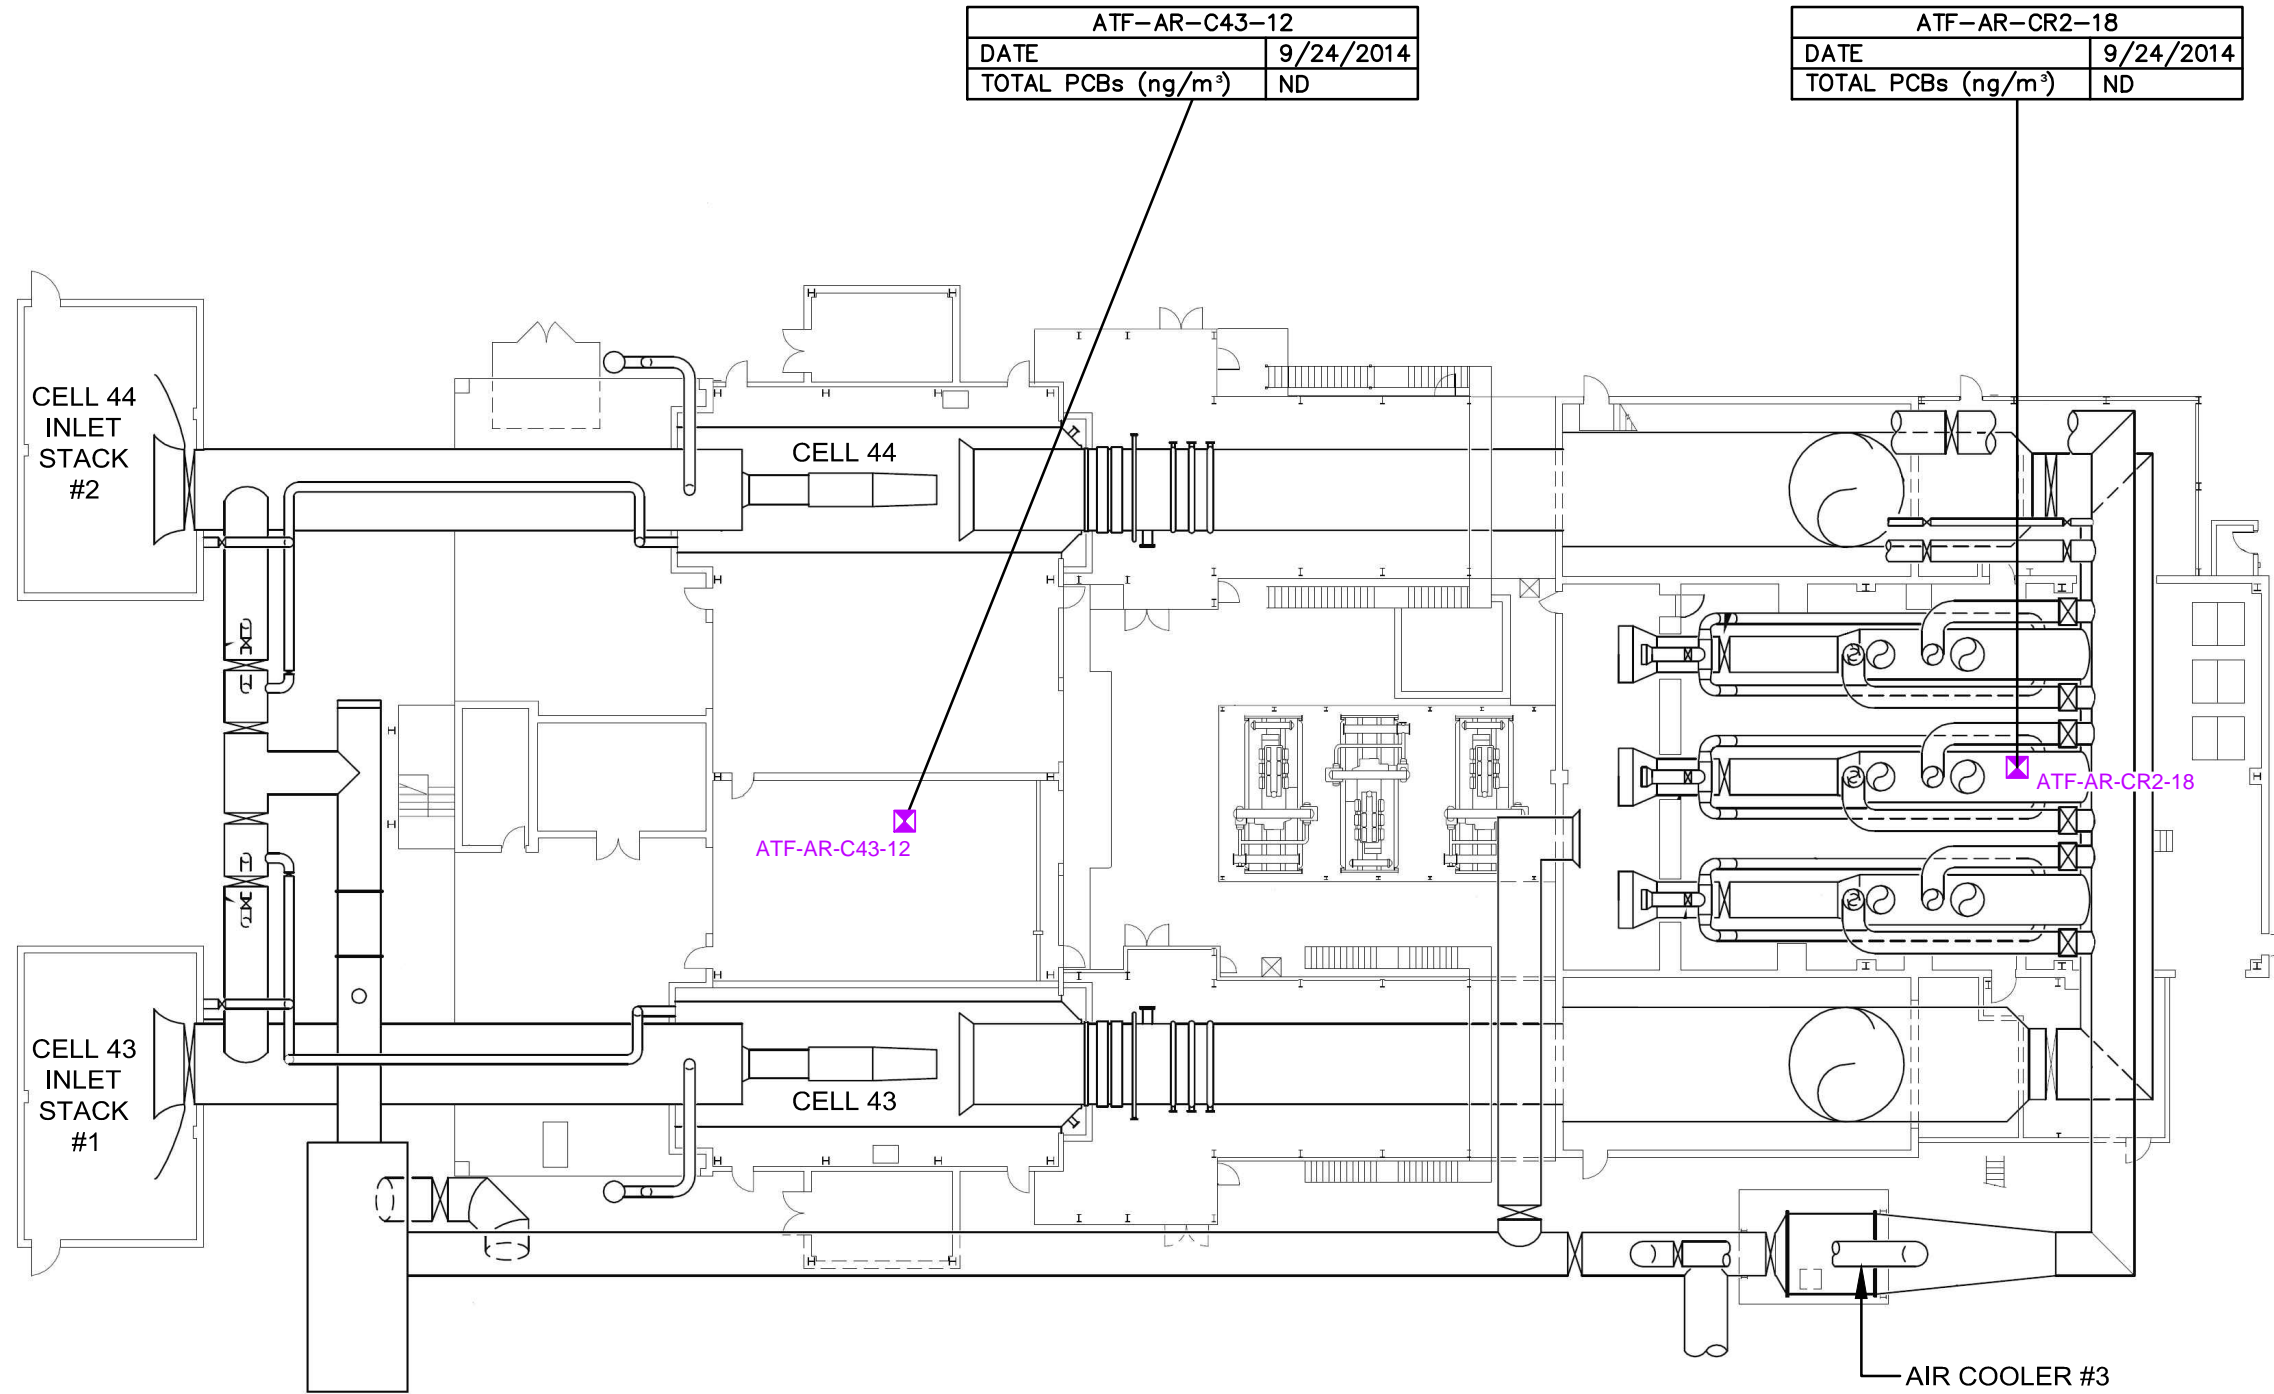 ATF-AR-C43-12
DATE 9/24/2014
TOTAL PCBs (ng/m³) ND
ATF-AR-CR2-18
DATE 9/24/2014
TOTAL PCBs (ng/m³) ND
CELL 44
INLET
STACK
#2
CELL 44
ATF-AR-CR2-18
ATF-AR-C43-12
CELL 43
INLET
STACK
#1
CELL 43
AIR COOLER #3